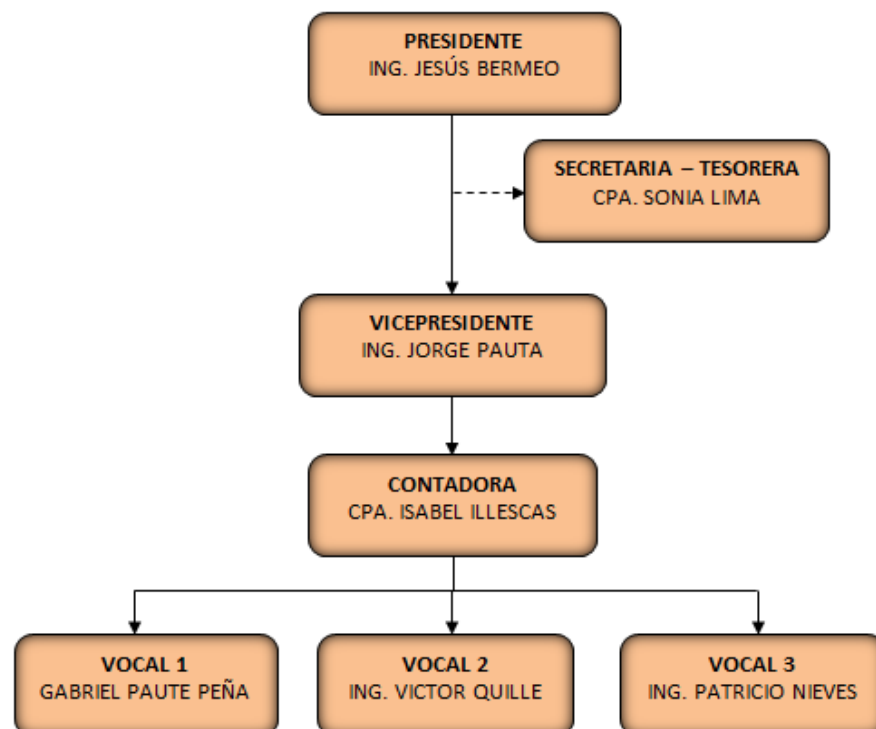 PRESIDENTE
ING. JESÚS BERMEO
SECRETARIA – TESORERA
CPA. SONIA LIMA
VICEPRESIDENTE
ING. JORGE PAUTA
CONTADORA
CPA. ISABEL ILLESCAS
VOCAL 1
GABRIEL PAUTE PEÑA
VOCAL 2
ING. VICTOR QUILLE
VOCAL 3
ING. PATRICIO NIEVES